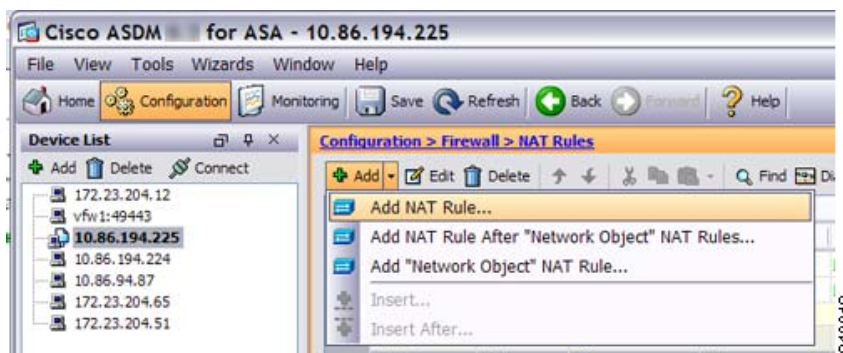 Cisco ASDM for ASA - 10.86.194.225
File View Tools Wizards Window Help
Home Configuration Monitoring Save Refresh Back Forward Help
Device List
Add Delete Connect
172.23.204.12
vfw1:49443
10.86.194.225
10.86.194.224
10.86.94.87
172.23.204.65
172.23.204.51
Configuration > Firewall > NAT Rules
Add Edit Delete Find Di
Add NAT Rule...
Add NAT Rule After "Network Object" NAT Rules...
Add "Network Object" NAT Rule...
Insert...
Insert After...